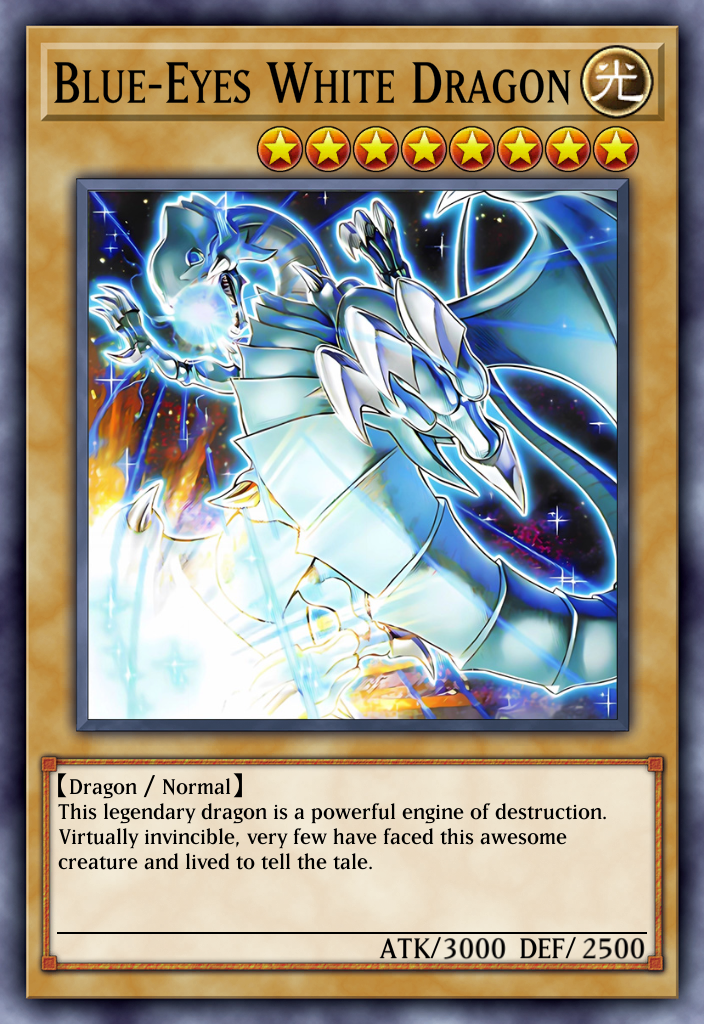 BLUE-EYES WHITE DRAGON 光
【Dragon / Normal】
This legendary dragon is a powerful engine of destruction.
Virtually invincible, very few have faced this awesome
creature and lived to tell the tale.
ATK/3000 DEF/2500